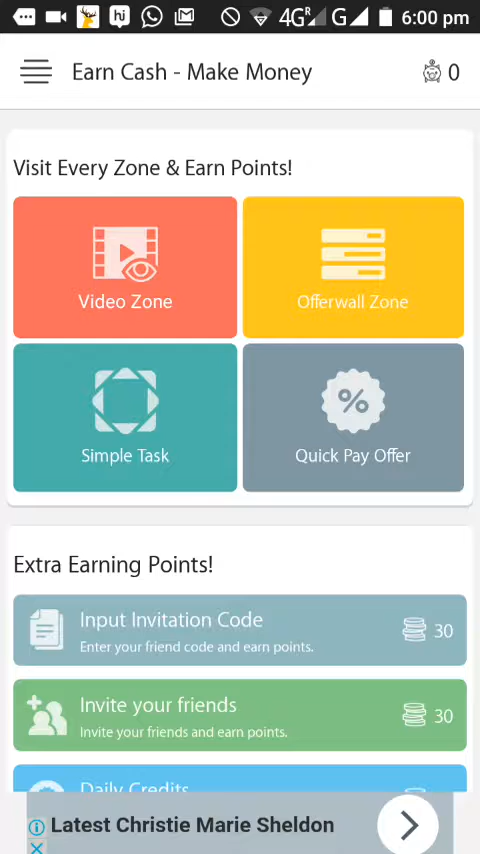 hi
4G R G 6:00 pm
Earn Cash - Make Money 0
Visit Every Zone & Earn Points!
Video Zone
Offerwall Zone
Simple Task
Quick Pay Offer
Extra Earning Points!
Input Invitation Code
Enter your friend code and earn points.
30
Invite your friends
Invite your friends and earn points.
30
Daily Credits
Latest Christie Marie Sheldon